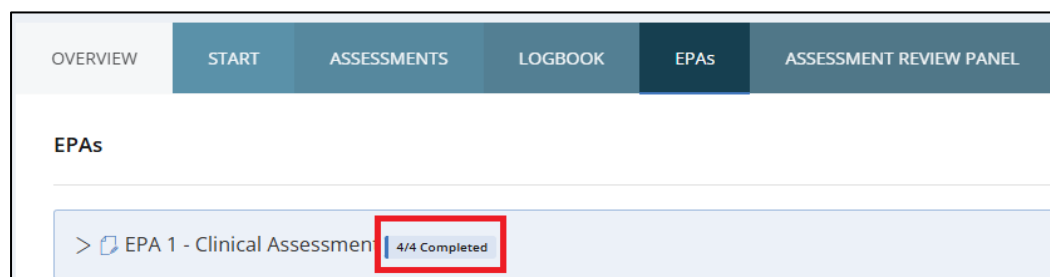 OVERVIEW START ASSESSMENTS LOGBOOK EPAs ASSESSMENT REVIEW PANEL
EPAs
> EPA 1 - Clinical Assessment 4/4 Completed